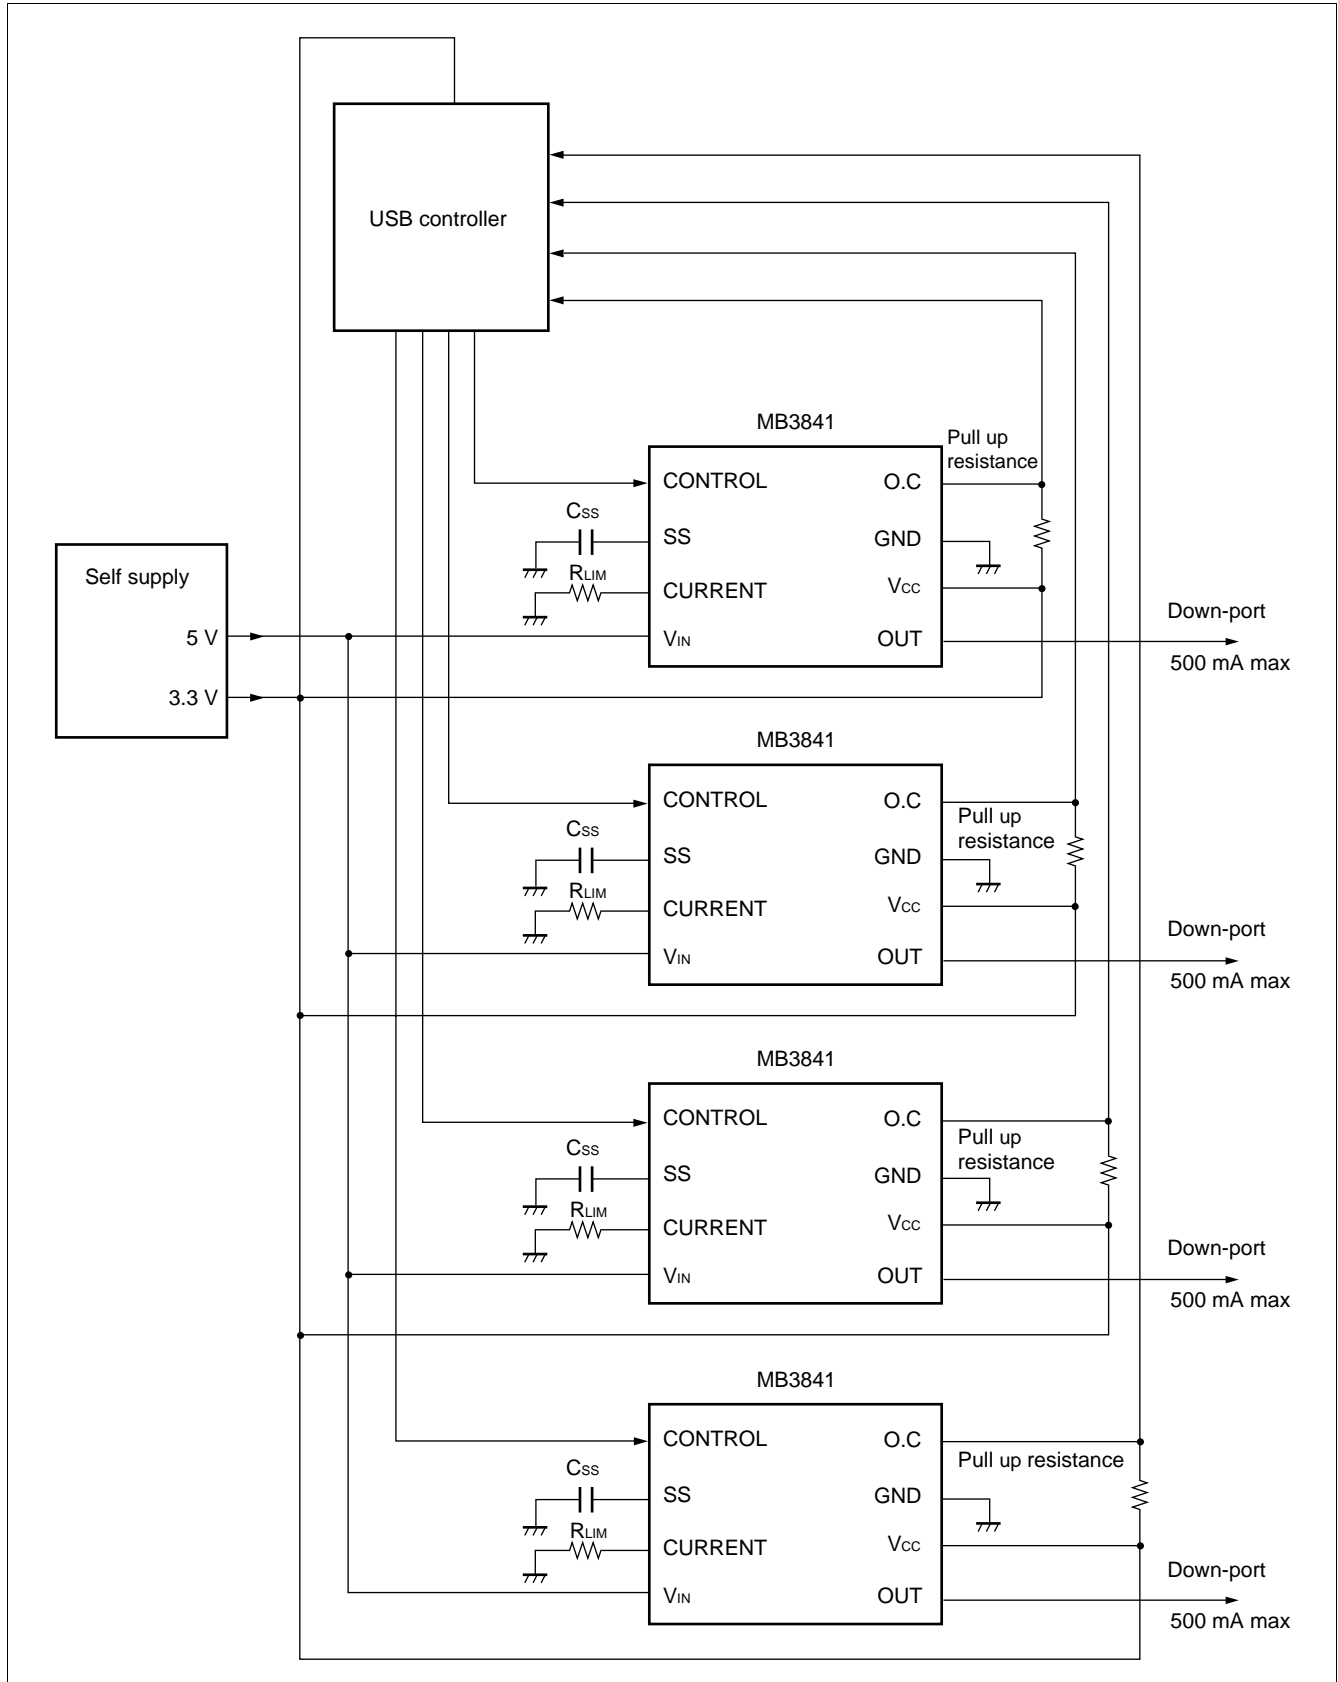 USB controller
MB3841
Pull up
resistance
CONTROL
O.C
CSS
SS
GND
RLIM
CURRENT
VCC
VIN
OUT
Down-port
500 mA max
Self supply
5 V
3.3 V
MB3841
CONTROL
O.C
Pull up
resistance
CSS
SS
GND
RLIM
CURRENT
VCC
VIN
OUT
Down-port
500 mA max
MB3841
CONTROL
O.C
Pull up
resistance
CSS
SS
GND
RLIM
CURRENT
VCC
VIN
OUT
Down-port
500 mA max
MB3841
CONTROL
O.C
Pull up resistance
CSS
SS
GND
RLIM
CURRENT
VCC
VIN
OUT
Down-port
500 mA max